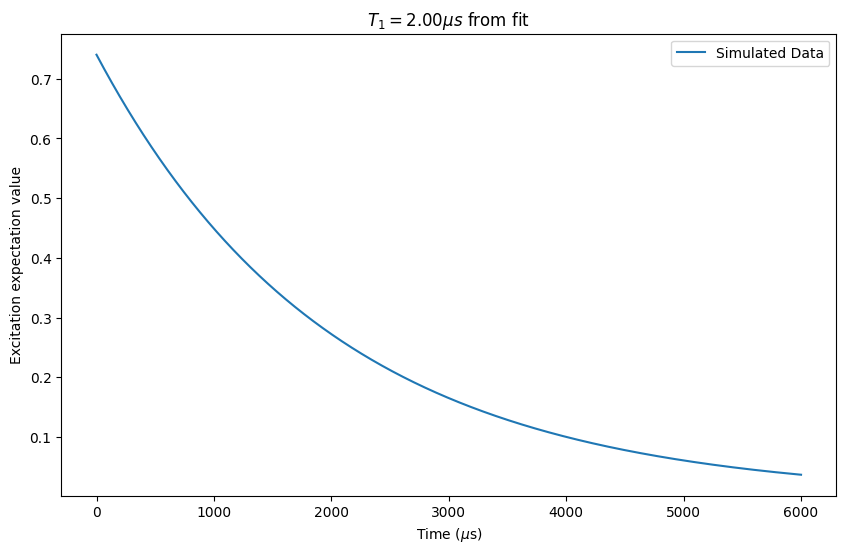 T₁ = 2.00μs from fit
Simulated Data
Excitation expectation value
0.7
0.6
0.5
0.4
0.3
0.2
0.1
0 1000 2000 3000 4000 5000 6000
Time (μs)